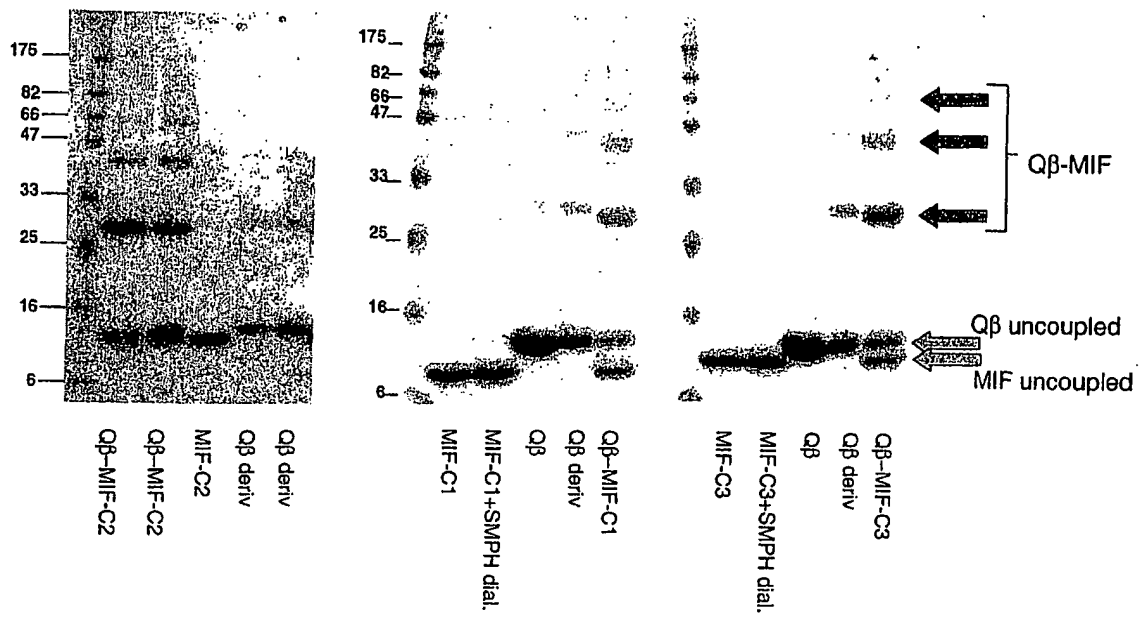 175
82
66
47
33
25
16
6
175
82
66
47
33
25
16
6
Qβ-MIF
Qβ uncoupled
MIF uncoupled
Qβ-MIF-C2
Qβ-MIF-C2
MIF-C2
Qβ deriv
Qβ deriv
MIF-C1
MIF-C1+SMPH dial.
Qβ
Qβ deriv
Qβ-MIF-C1
MIF-C3
MIF-C3+SMPH dial.
Qβ
Qβ deriv
Qβ-MIF-C3